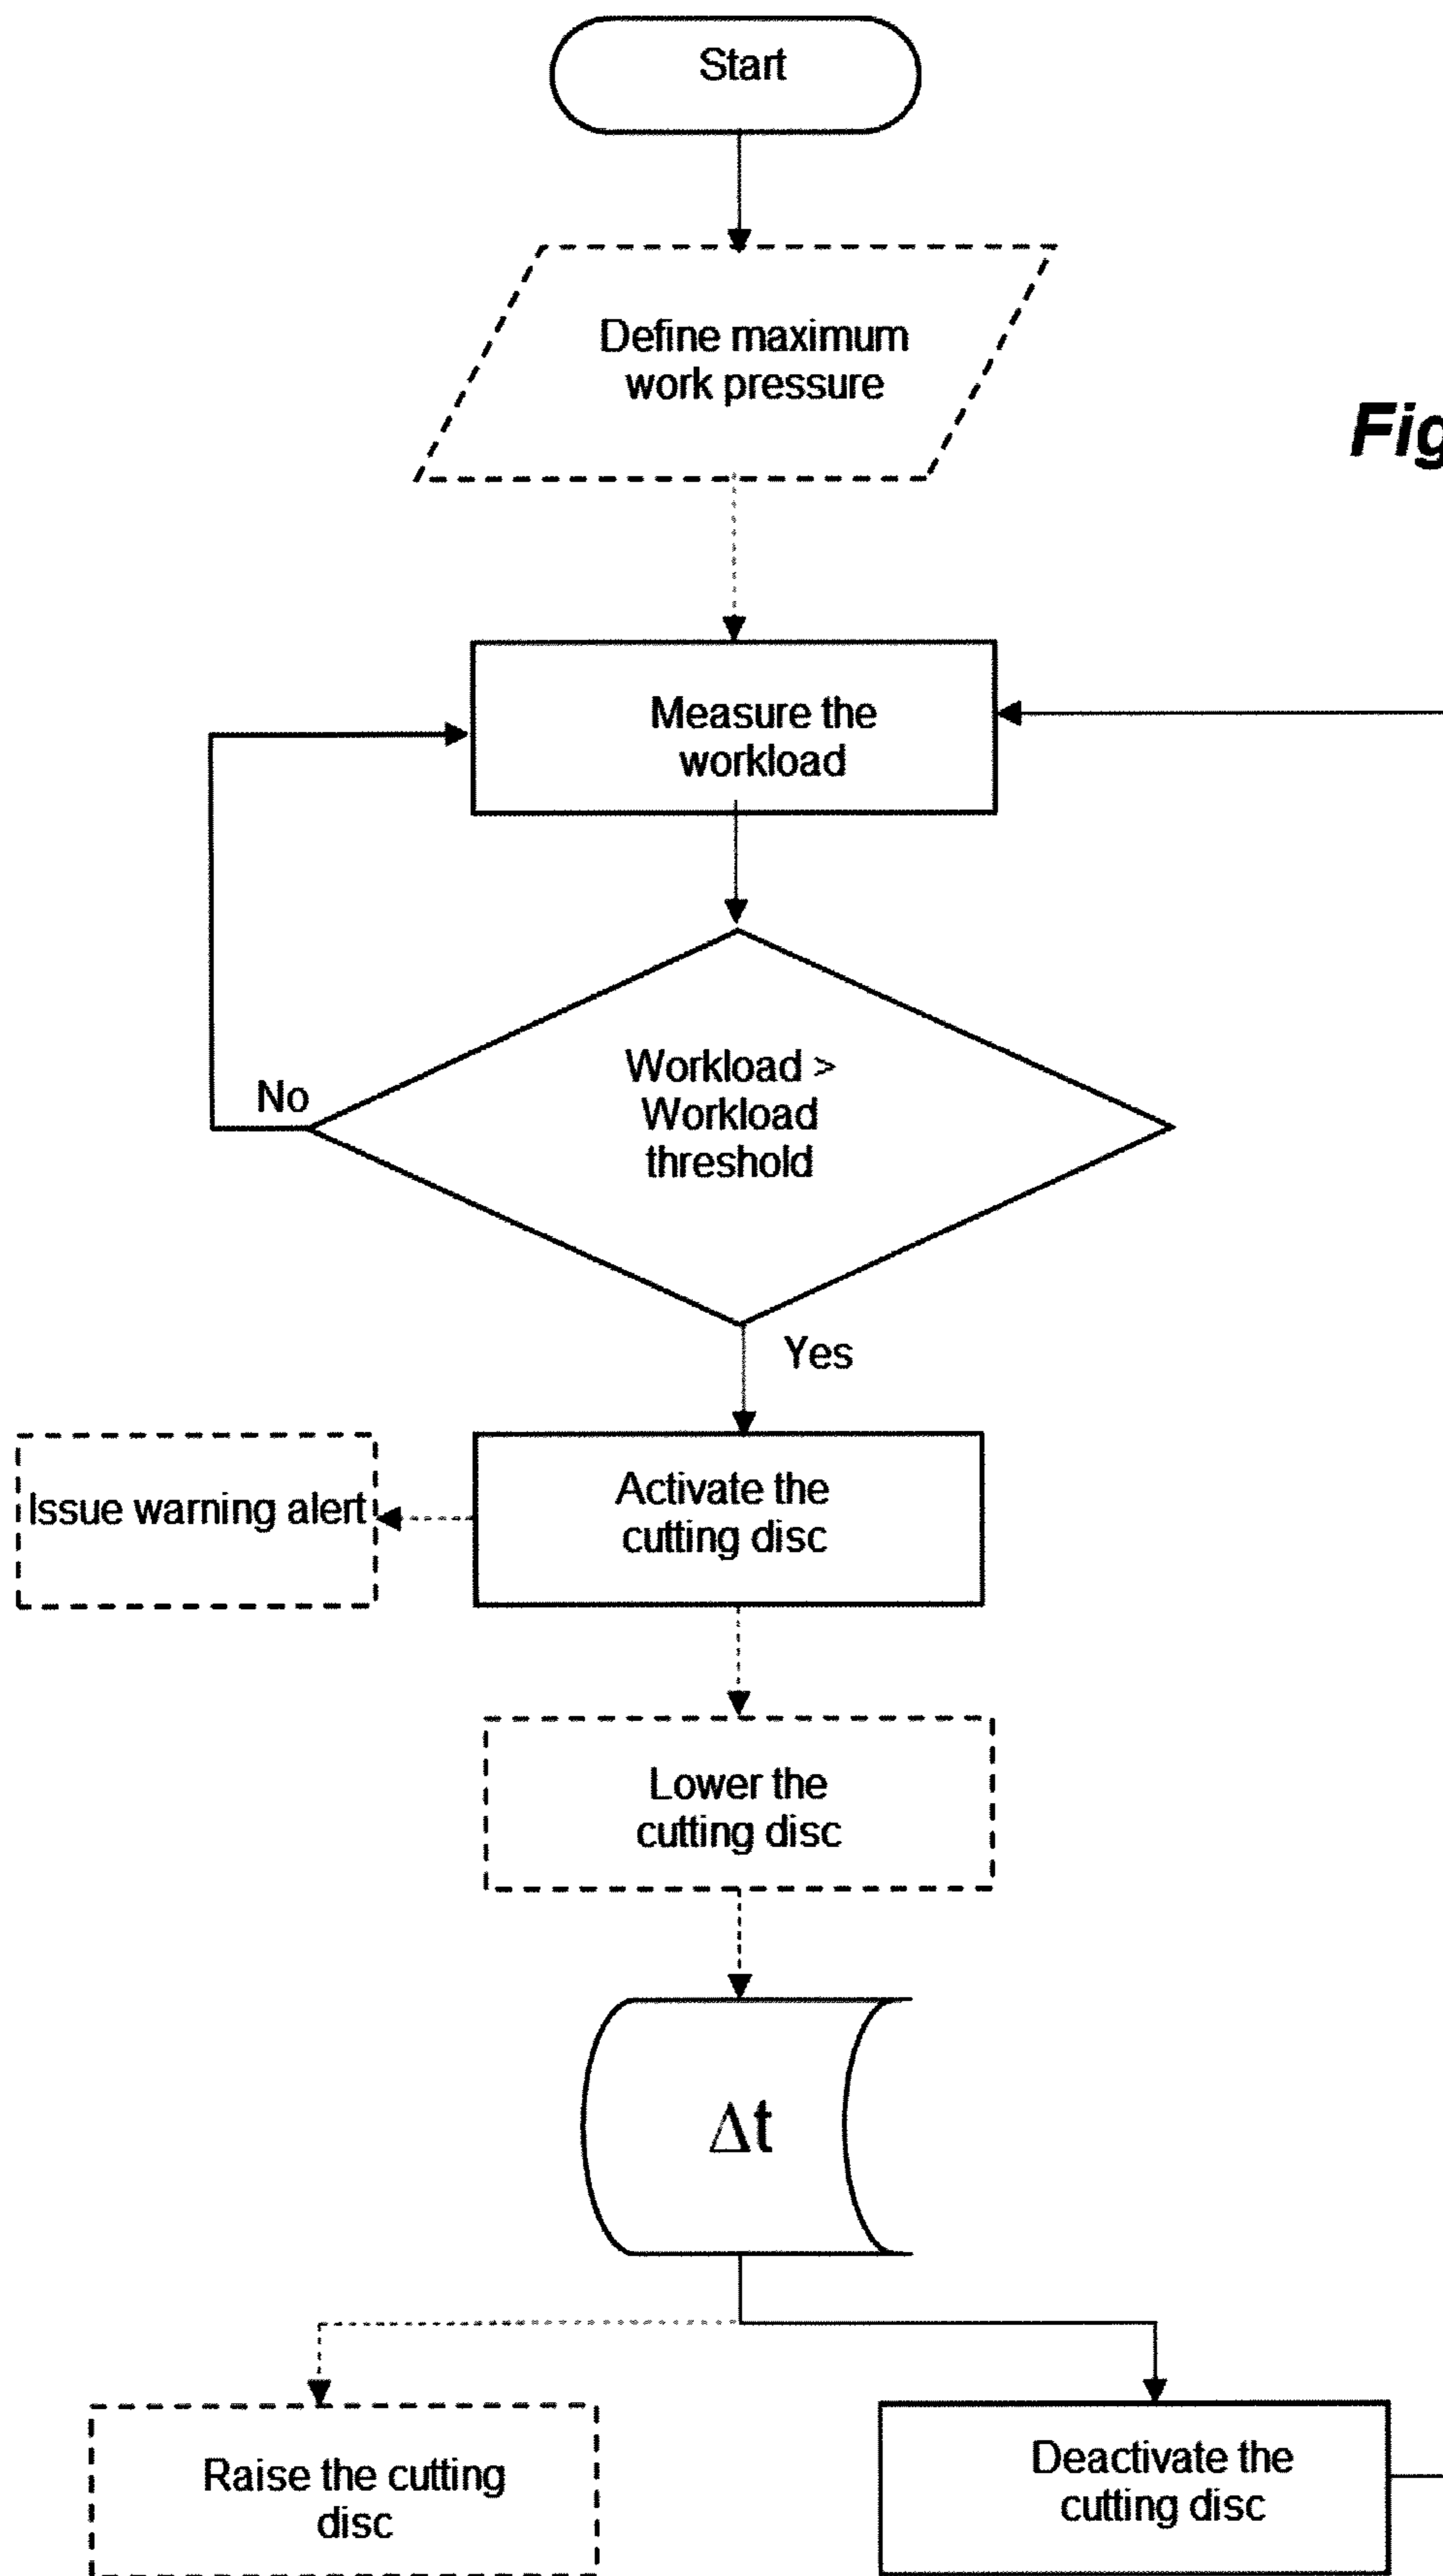 Start
Define maximum
work pressure
Fig
Measure the
workload
No
Workload >
Workload
threshold
Yes
Issue warning alert
Activate the
cutting disc
Lower the
cutting disc
Δt
Raise the cutting
disc
Deactivate the
cutting disc